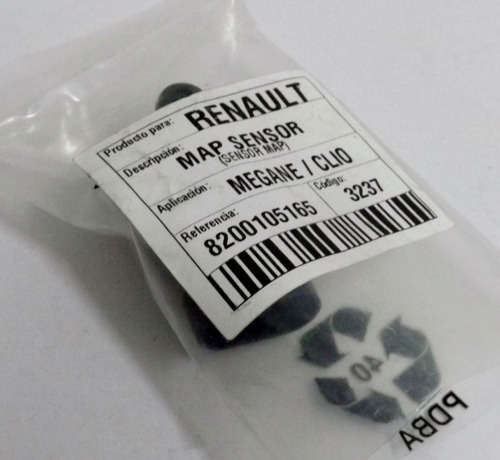 Producto para: RENAULT
Descripción: MAP SENSOR
(SENSOR MAP)
Aplicación: MEGANE / CLIO
Referencia: Código:
8200105165 3237
40
PDBA